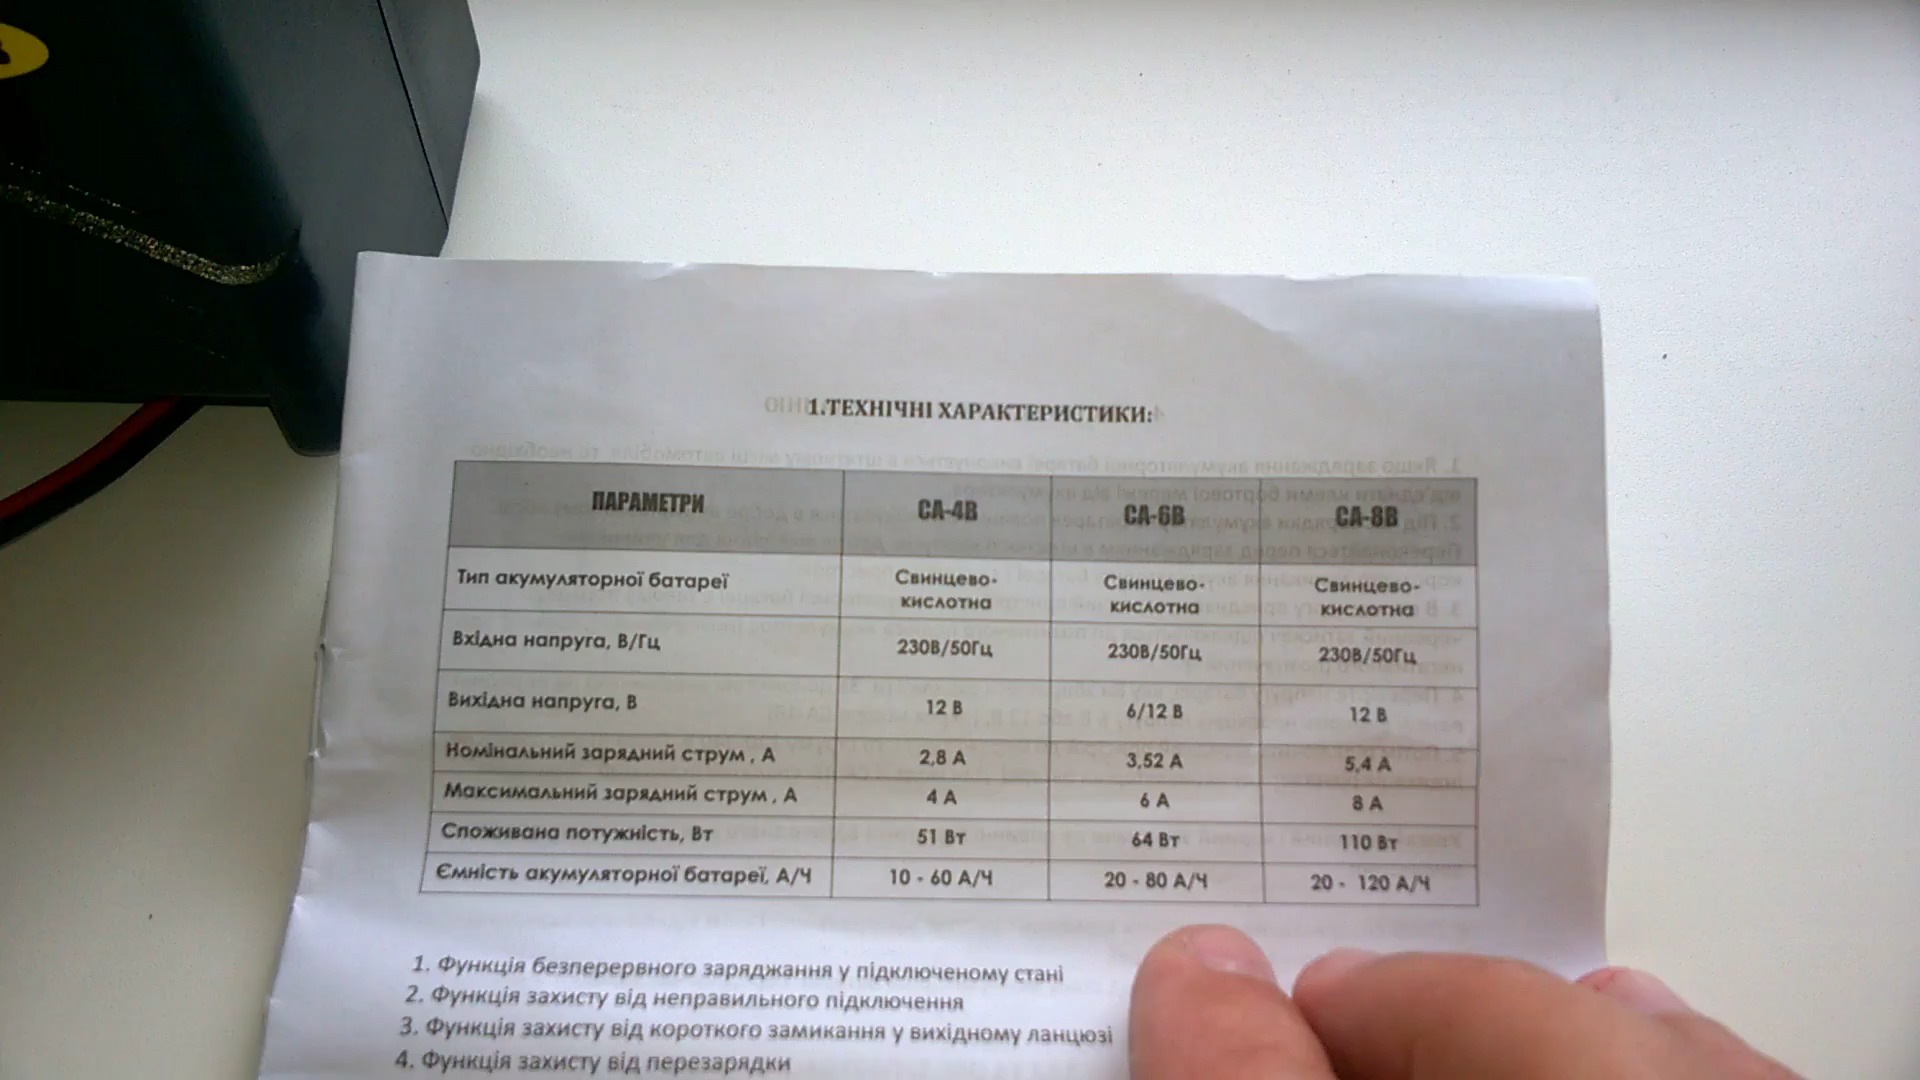 1.ТЕХНІЧНІ ХАРАКТЕРИСТИКИ:
ПАРАМЕТРИ СА-4В СА-6В СА-8В
Тип акумуляторної батареї Свинцево-кислотна Свинцево-кислотна Свинцево-кислотна
Вхідна напруга, В/Гц 230В/50Гц 230В/50Гц 230В/50Гц
Вихідна напруга, В 12 В 6/12 В 12 В
Номінальний зарядний струм , А 2,8 А 3,52 А 5,4 А
Максимальний зарядний струм , А 4 А 6 А 8 А
Споживана потужність, Вт 51 Вт 64 Вт 110 Вт
Ємність акумуляторної батареї, А/Ч 10 - 60 А/Ч 20 - 80 А/Ч 20 - 120 А/Ч
1. Функція безперервного заряджання у підключеному стані
2. Функція захисту від неправильного підключення
3. Функція захисту від короткого замикання у вихідному ланцюзі
4. Функція захисту від перезарядки